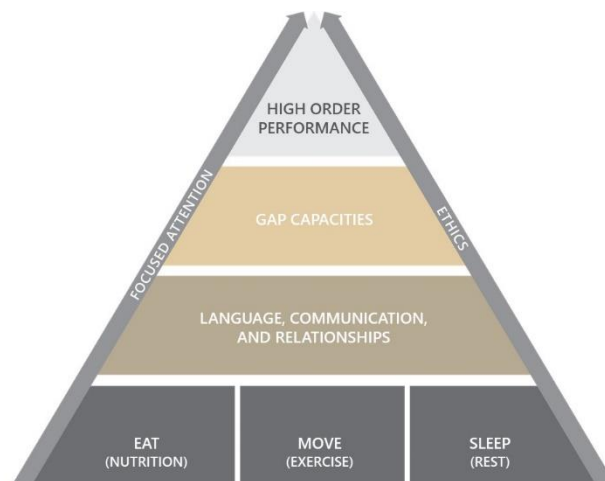 HIGH ORDER
PERFORMANCE
FOCUSED ATTENTION
GAP CAPACITIES
ETHICS
LANGUAGE, COMMUNICATION,
AND RELATIONSHIPS
EAT
(NUTRITION)
MOVE
(EXERCISE)
SLEEP
(REST)